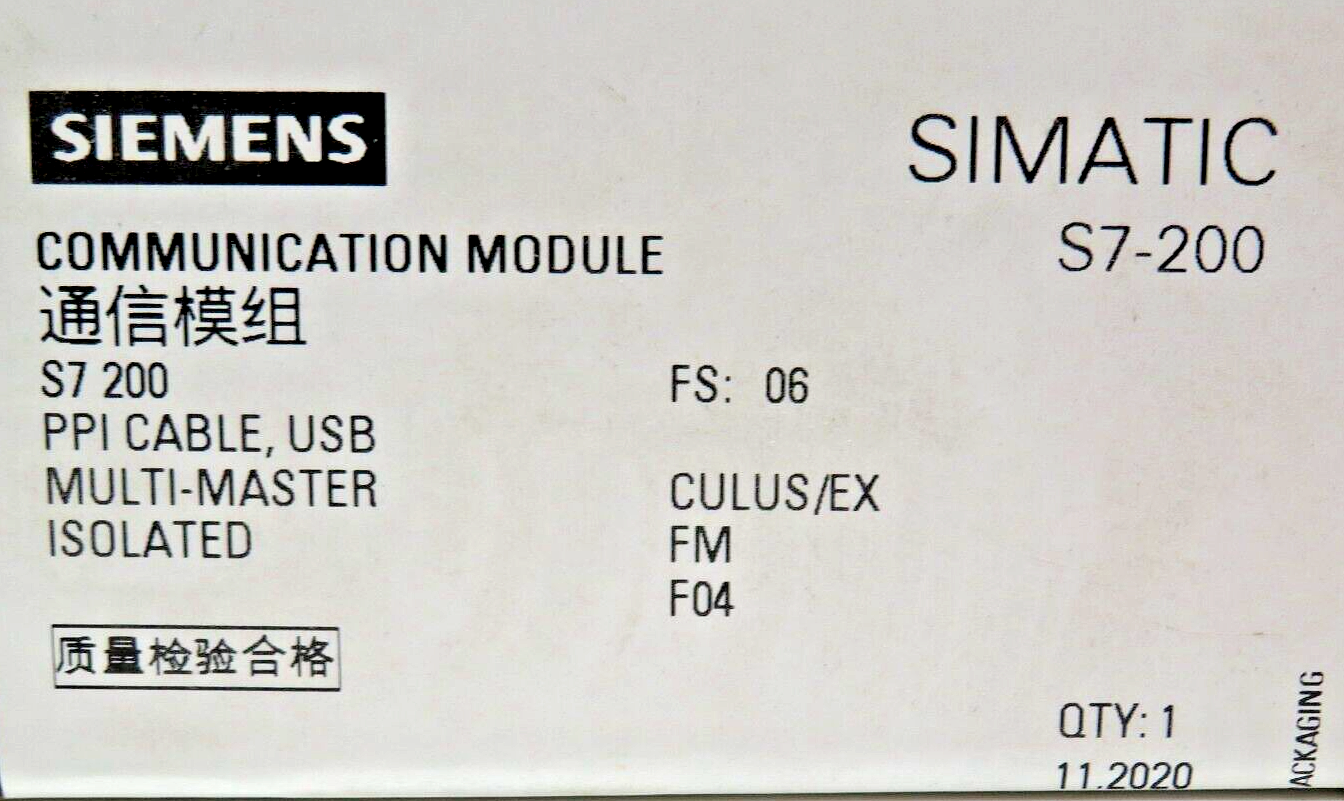 SIEMENS
SIMATIC
S7-200
COMMUNICATION MODULE
通信模组
S7 200
PPI CABLE, USB
MULTI-MASTER
ISOLATED
FS: 06
CULUS/EX
FM
F04
质量检验合格
QTY: 1
11.2020
ACKAGING